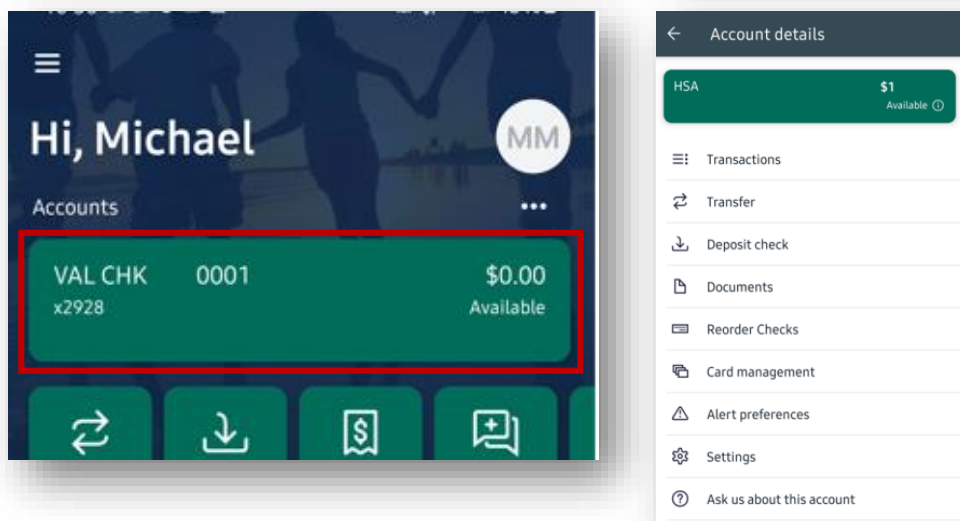 Hi, Michael
MM
Accounts
VAL CHK 0001 $0.00
x2928 Available
Account details
HSA $1
Available
Transactions
Transfer
Deposit check
Documents
Reorder Checks
Card management
Alert preferences
Settings
Ask us about this account